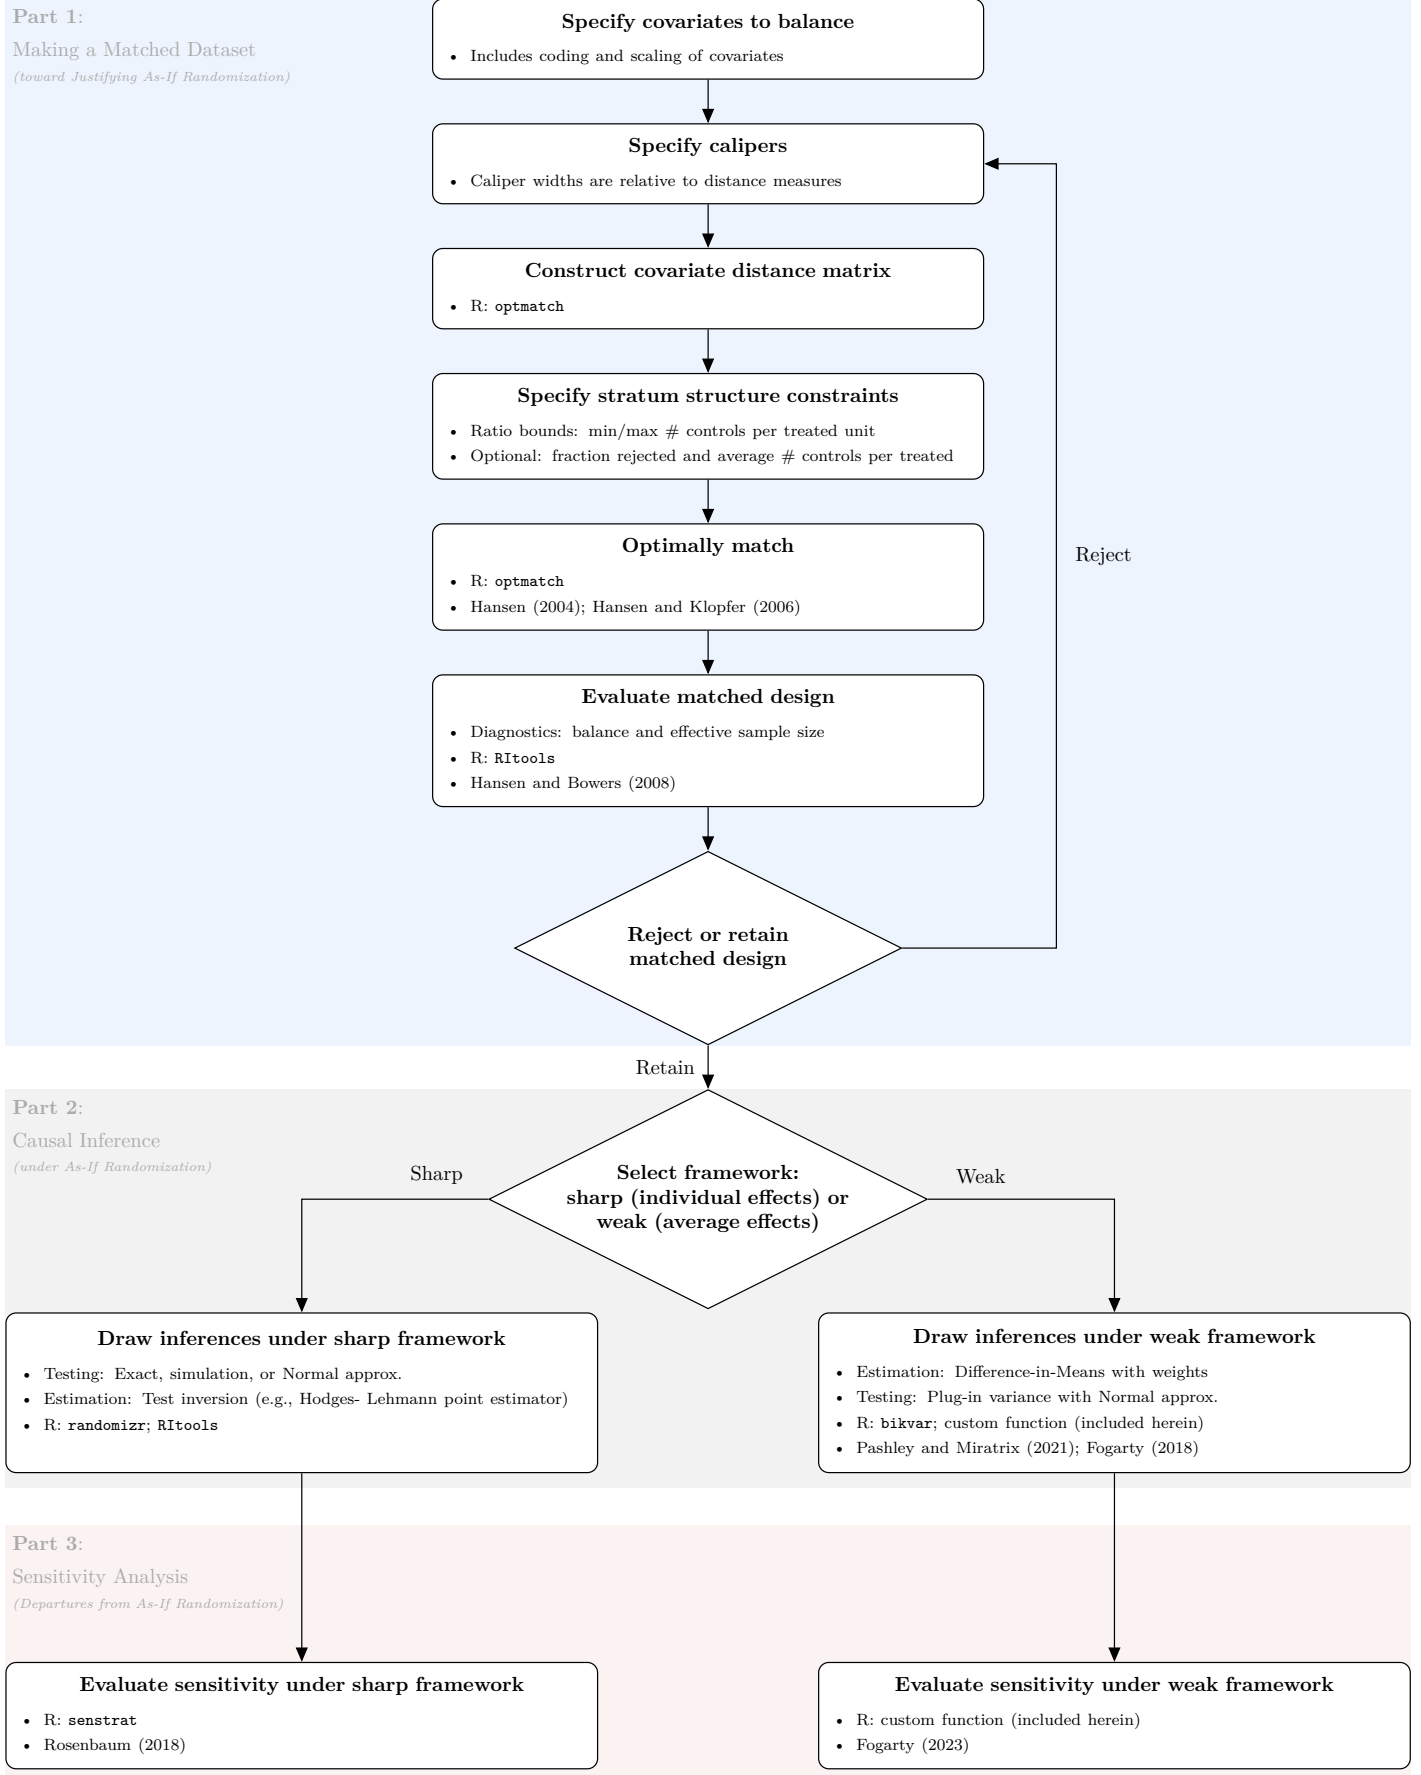 Part 1:
Making a Matched Dataset
(toward Justifying As-If Randomization)
Specify covariates to balance
• Includes coding and scaling of covariates
Specify calipers
• Caliper widths are relative to distance measures
Construct covariate distance matrix
• R: optmatch
Specify stratum structure constraints
• Ratio bounds: min/max # controls per treated unit
• Optional: fraction rejected and average # controls per treated
Optimally match
• R: optmatch
• Hansen (2004); Hansen and Klopfer (2006)
Reject
Evaluate matched design
• Diagnostics: balance and effective sample size
• R: RItools
• Hansen and Bowers (2008)
Reject or retain
matched design
Retain
Part 2:
Causal Inference
(under As-If Randomization)
Sharp
Select framework:
sharp (individual effects) or
weak (average effects)
Weak
Draw inferences under sharp framework
• Testing: Exact, simulation, or Normal approx.
• Estimation: Test inversion (e.g., Hodges- Lehmann point estimator)
• R: randomizr; RItools
Draw inferences under weak framework
• Estimation: Difference-in-Means with weights
• Testing: Plug-in variance with Normal approx.
• R: bikvar; custom function (included herein)
• Pashley and Miratrix (2021); Fogarty (2018)
Part 3:
Sensitivity Analysis
(Departures from As-If Randomization)
Evaluate sensitivity under sharp framework
• R: senstrat
• Rosenbaum (2018)
Evaluate sensitivity under weak framework
• R: custom function (included herein)
• Fogarty (2023)